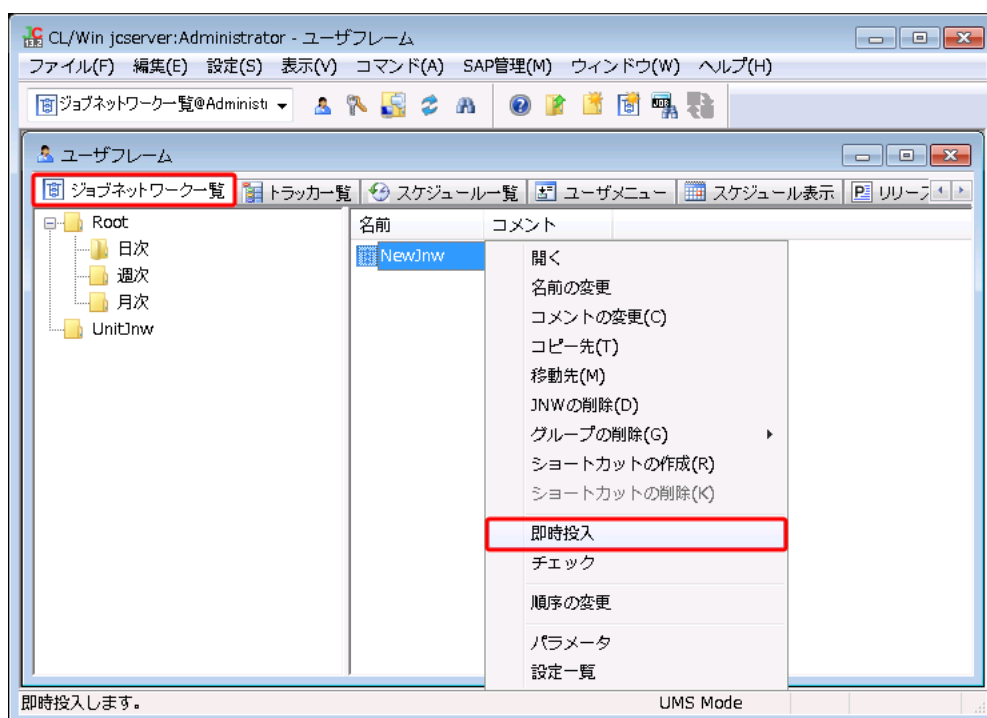 CL/Win jcserver:Administrator - ユーザフレーム
ファイル(F) 編集(E) 設定(S) 表示(V) コマンド(A) SAP管理(M) ウィンドウ(W) ヘルプ(H)
ジョブネットワーク一覧@Administr
ユーザフレーム
ジョブネットワーク一覧 トラッカ一覧 スケジュール一覧 ユーザメニュー スケジュール表示 リリース
Root
日次
週次
月次
UnitJnw
名前 コメント
NewJnw
開く
名前の変更
コメントの変更(C)
コピー先(T)
移動先(M)
JNWの削除(D)
グループの削除(G)
ショートカットの作成(R)
ショートカットの削除(K)
即時投入
チェック
順序の変更
パラメータ
設定一覧
即時投入します。 UMS Mode